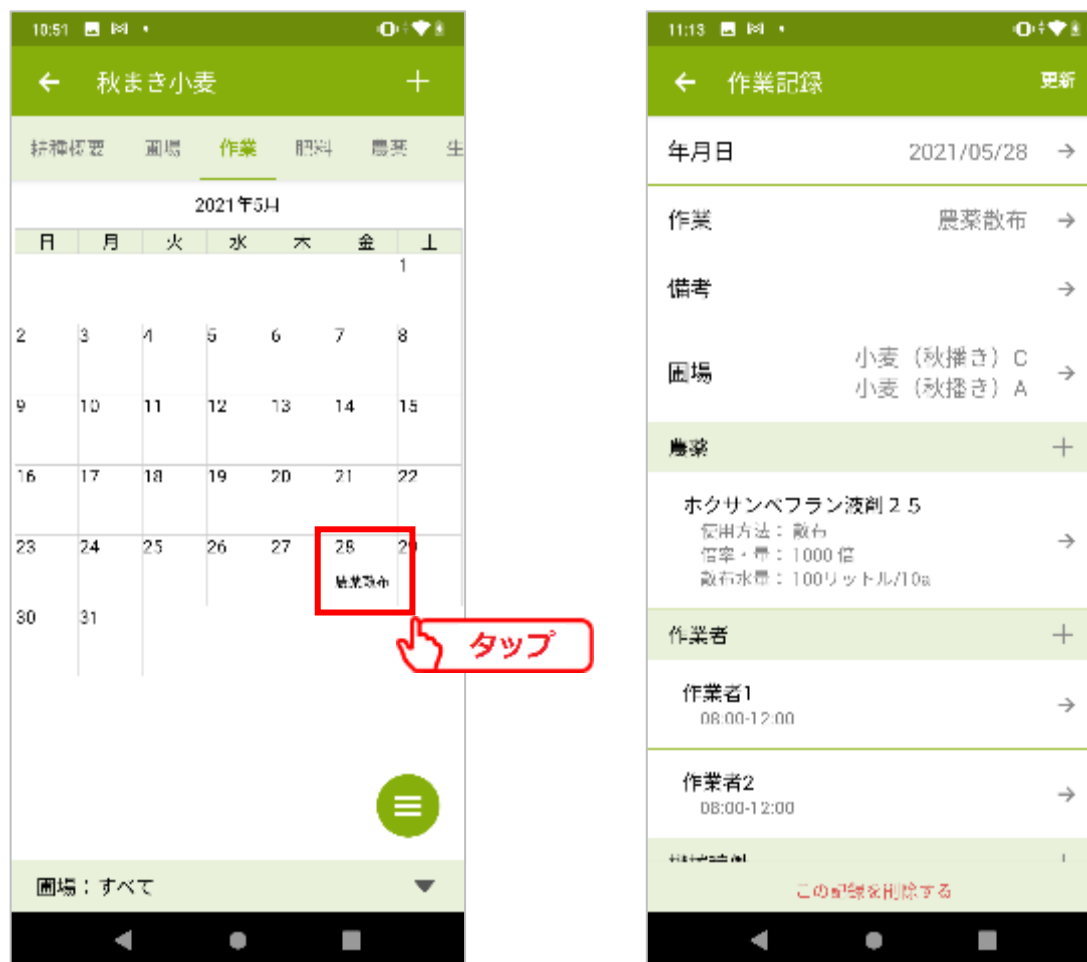 10:51
秋まき小麦
耕種概要 圃場 作業 肥料 農薬 生
2021年5月
日 月 火 水 木 金 土
1
2 3 4 5 6 7 8
9 10 11 12 13 14 15
16 17 18 19 20 21 22
23 24 25 26 27 28 29
農薬散布
30 31
タップ
圃場：すべて
11:13
作業記録 更新
年月日 2021/05/28
作業 農薬散布
備考
圃場 小麦（秋播き）C
小麦（秋播き）A
農薬
ホクサンベフラン液剤２５
使用方法： 散布
倍率・量： 1000 倍
散布水量： 100リットル/10a
作業者
作業者1
08:00-12:00
作業者2
08:00-12:00
この記録を削除する